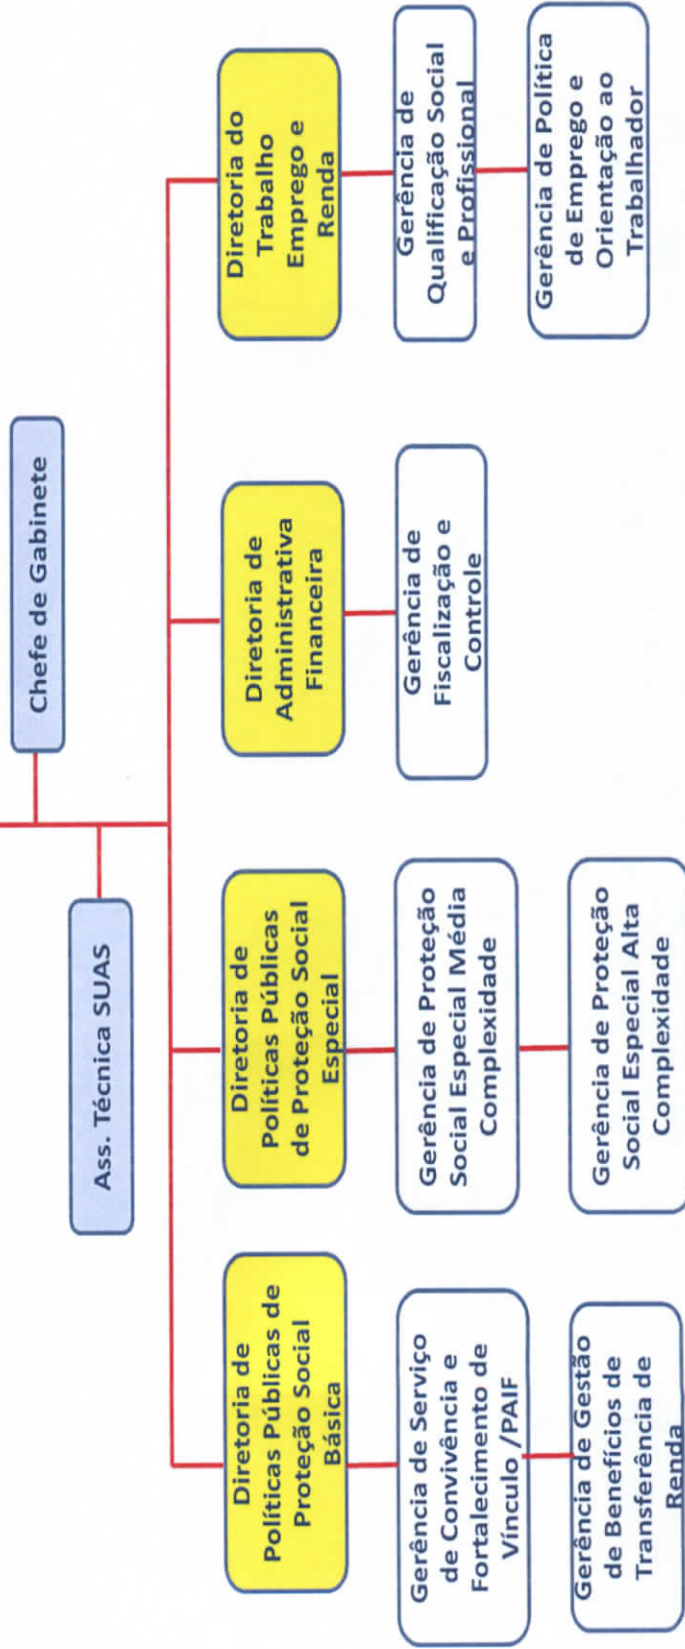 Chefe de Gabinete
Ass. Técnica SUAS
Diretoria de
Políticas Públicas de
Proteção Social
Básica
Diretoria de
Políticas Públicas
de Proteção Social
Especial
Diretoria de
Administrativa
Financeira
Diretoria do
Trabalho
Emprego e
Renda
Gerência de Serviço
de Convivência e
Fortalecimento de
Vínculo /PAIF
Gerência de Proteção
Social Especial Média
Complexidade
Gerência de
Fiscalização e
Controle
Gerência de
Qualificação Social
e Profissional
Gerência de Gestão
de Benefícios de
Transferência de
Renda
Gerência de Proteção
Social Especial Alta
Complexidade
Gerência de Política
de Emprego e
Orientação ao
Trabalhador